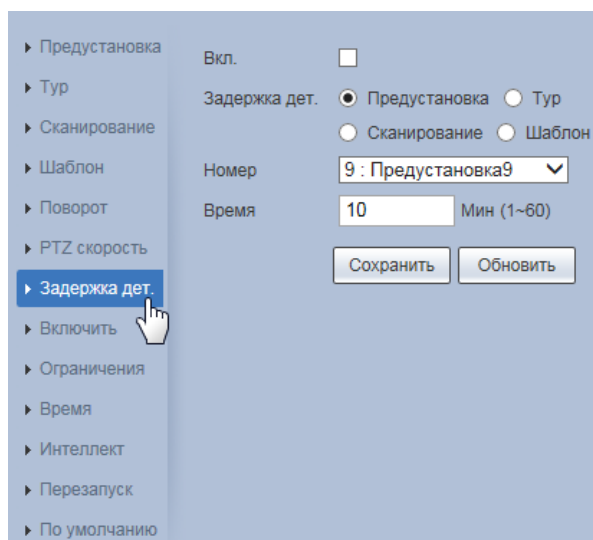 Предустановка
Тур
Сканирование
Шаблон
Поворот
PTZ скорость
Задержка дет.
Включить
Ограничения
Время
Интеллект
Перезапуск
По умолчанию
Вкл.
Задержка дет. Предустановка Тур
Сканирование Шаблон
Номер 9 : Предустановка9
Время 10 Мин (1~60)
Сохранить Обновить